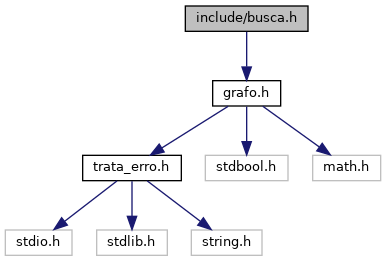 include/busca.h
grafo.h
trata_erro.h
stdbool.h
math.h
stdio.h
stdlib.h
string.h